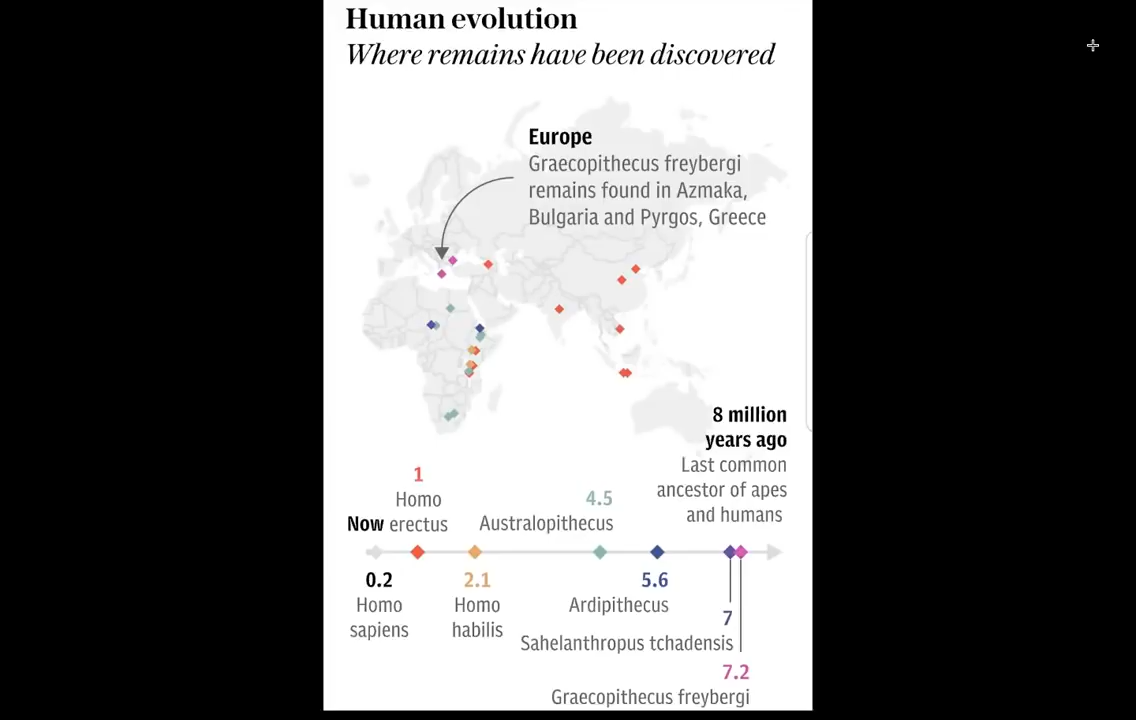 Human evolution
Where remains have been discovered
Europe
Graecopithecus freybergi
remains found in Azmaka,
Bulgaria and Pyrgos, Greece
8 million
years ago
Last common
ancestor of apes
and humans
1
Homo
erectus
4.5
Australopithecus
Now
0.2
Homo
sapiens
2.1
Homo
habilis
5.6
Ardipithecus
7
Sahelanthropus tchadensis
7.2
Graecopithecus freybergi